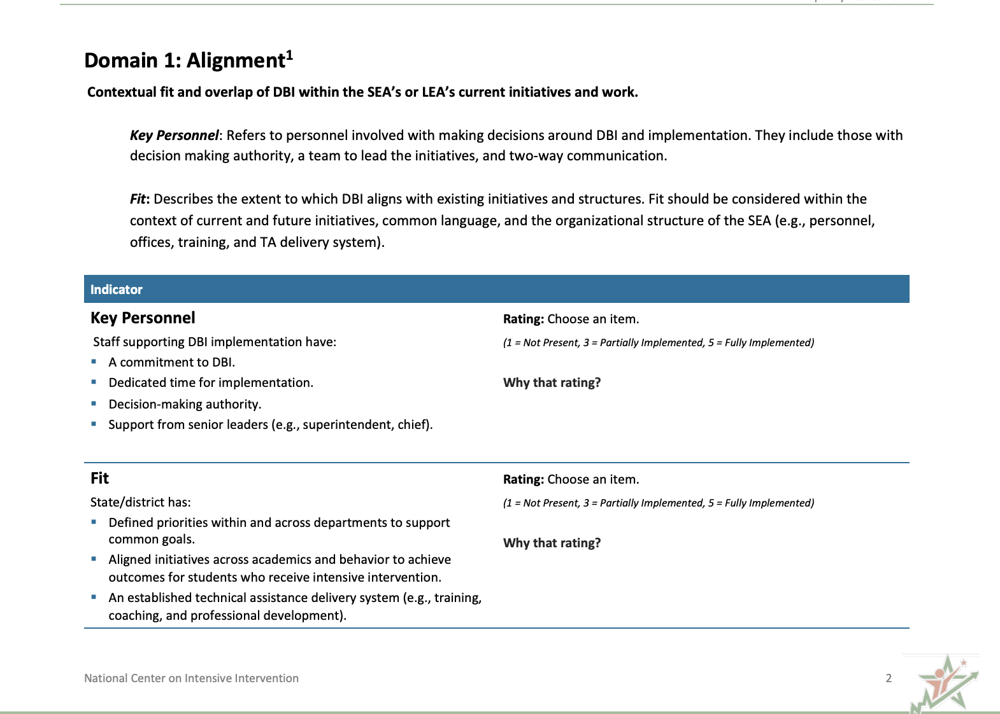 Domain 1: Alignment1
Contextual fit and overlap of DBI within the SEA’s or LEA’s current initiatives and work.
Key Personnel: Refers to personnel involved with making decisions around DBI and implementation. They include those with
decision making authority, a team to lead the initiatives, and two-way communication.
Fit: Describes the extent to which DBI aligns with existing initiatives and structures. Fit should be considered within the
context of current and future initiatives, common language, and the organizational structure of the SEA (e.g., personnel,
offices, training, and TA delivery system).
Indicator
Key Personnel
Staff supporting DBI implementation have:
▪ A commitment to DBI.
▪ Dedicated time for implementation.
▪ Decision-making authority.
▪ Support from senior leaders (e.g., superintendent, chief).
Rating: Choose an item.
(1 = Not Present, 3 = Partially Implemented, 5 = Fully Implemented)
Why that rating?
Fit
State/district has:
▪ Defined priorities within and across departments to support
common goals.
▪ Aligned initiatives across academics and behavior to achieve
outcomes for students who receive intensive intervention.
▪ An established technical assistance delivery system (e.g., training,
coaching, and professional development).
Rating: Choose an item.
(1 = Not Present, 3 = Partially Implemented, 5 = Fully Implemented)
Why that rating?
National Center on Intensive Intervention
2